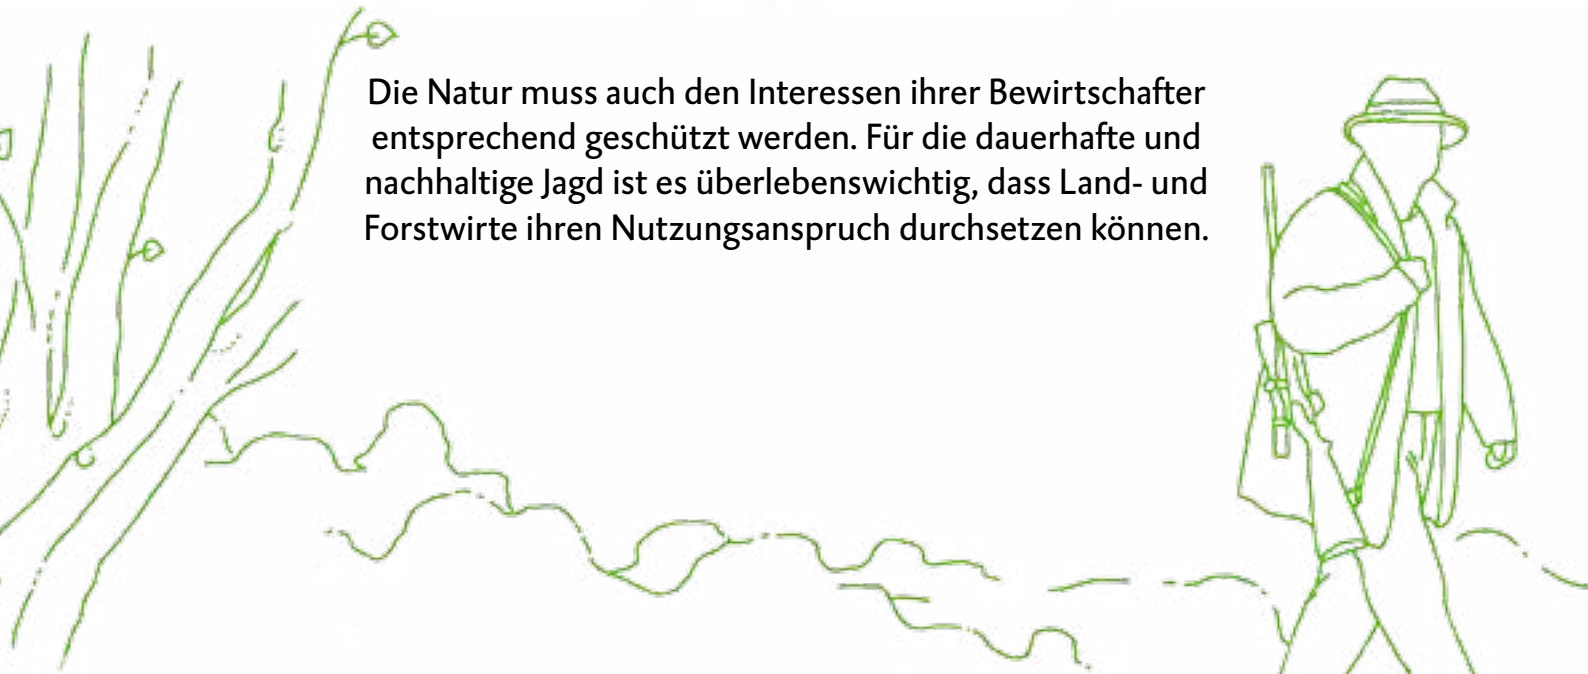 Die Natur muss auch den Interessen ihrer Bewirtschafter
entsprechend geschützt werden. Für die dauerhafte und
nachhaltige Jagd ist es überlebenswichtig, dass Land- und
Forstwirte ihren Nutzungsanspruch durchsetzen können.